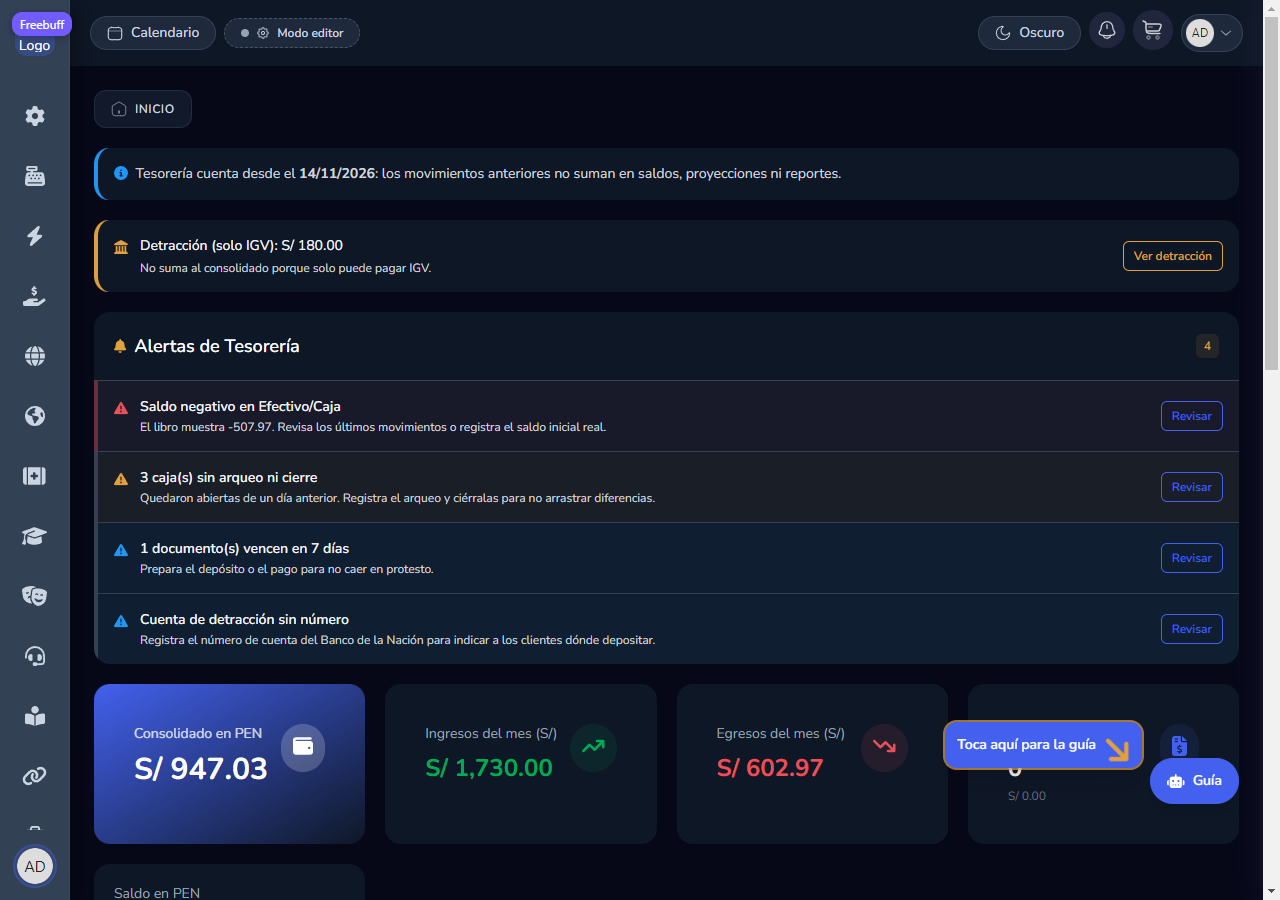 Freebuff
Logo
Calendario
Modo editor
Oscuro
AD
INICIO
Tesorería cuenta desde el 14/11/2026: los movimientos anteriores no suman en saldos, proyecciones ni reportes.
Detracción (solo IGV): S/ 180.00
No suma al consolidado porque solo puede pagar IGV.
Ver detracción
Alertas de Tesorería
4
Saldo negativo en Efectivo/Caja
El libro muestra -507.97. Revisa los últimos movimientos o registra el saldo inicial real.
Revisar
3 caja(s) sin arqueo ni cierre
Quedaron abiertas de un día anterior. Registra el arqueo y ciérralas para no arrastrar diferencias.
Revisar
1 documento(s) vencen en 7 días
Prepara el depósito o el pago para no caer en protesto.
Revisar
Cuenta de detracción sin número
Registra el número de cuenta del Banco de la Nación para indicar a los clientes dónde depositar.
Revisar
Consolidado en PEN
S/ 947.03
Ingresos del mes (S/)
S/ 1,730.00
Egresos del mes (S/)
S/ 602.97
Toca aquí para la guía
0
S/ 0.00
Guía
AD
Saldo en PEN